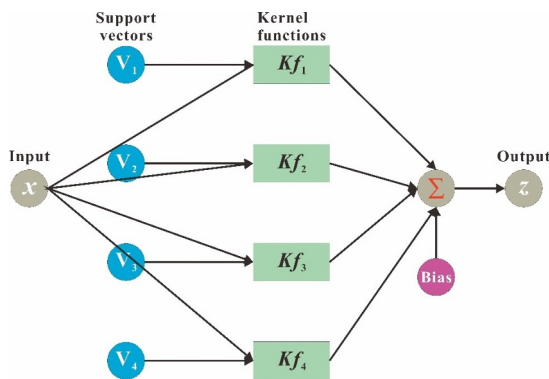 Support
vectors
Kernel
functions
V1
Kf1
Input
V2
Kf2
Output
x
Σ
z
V3
Kf3
Bias
V4
Kf4